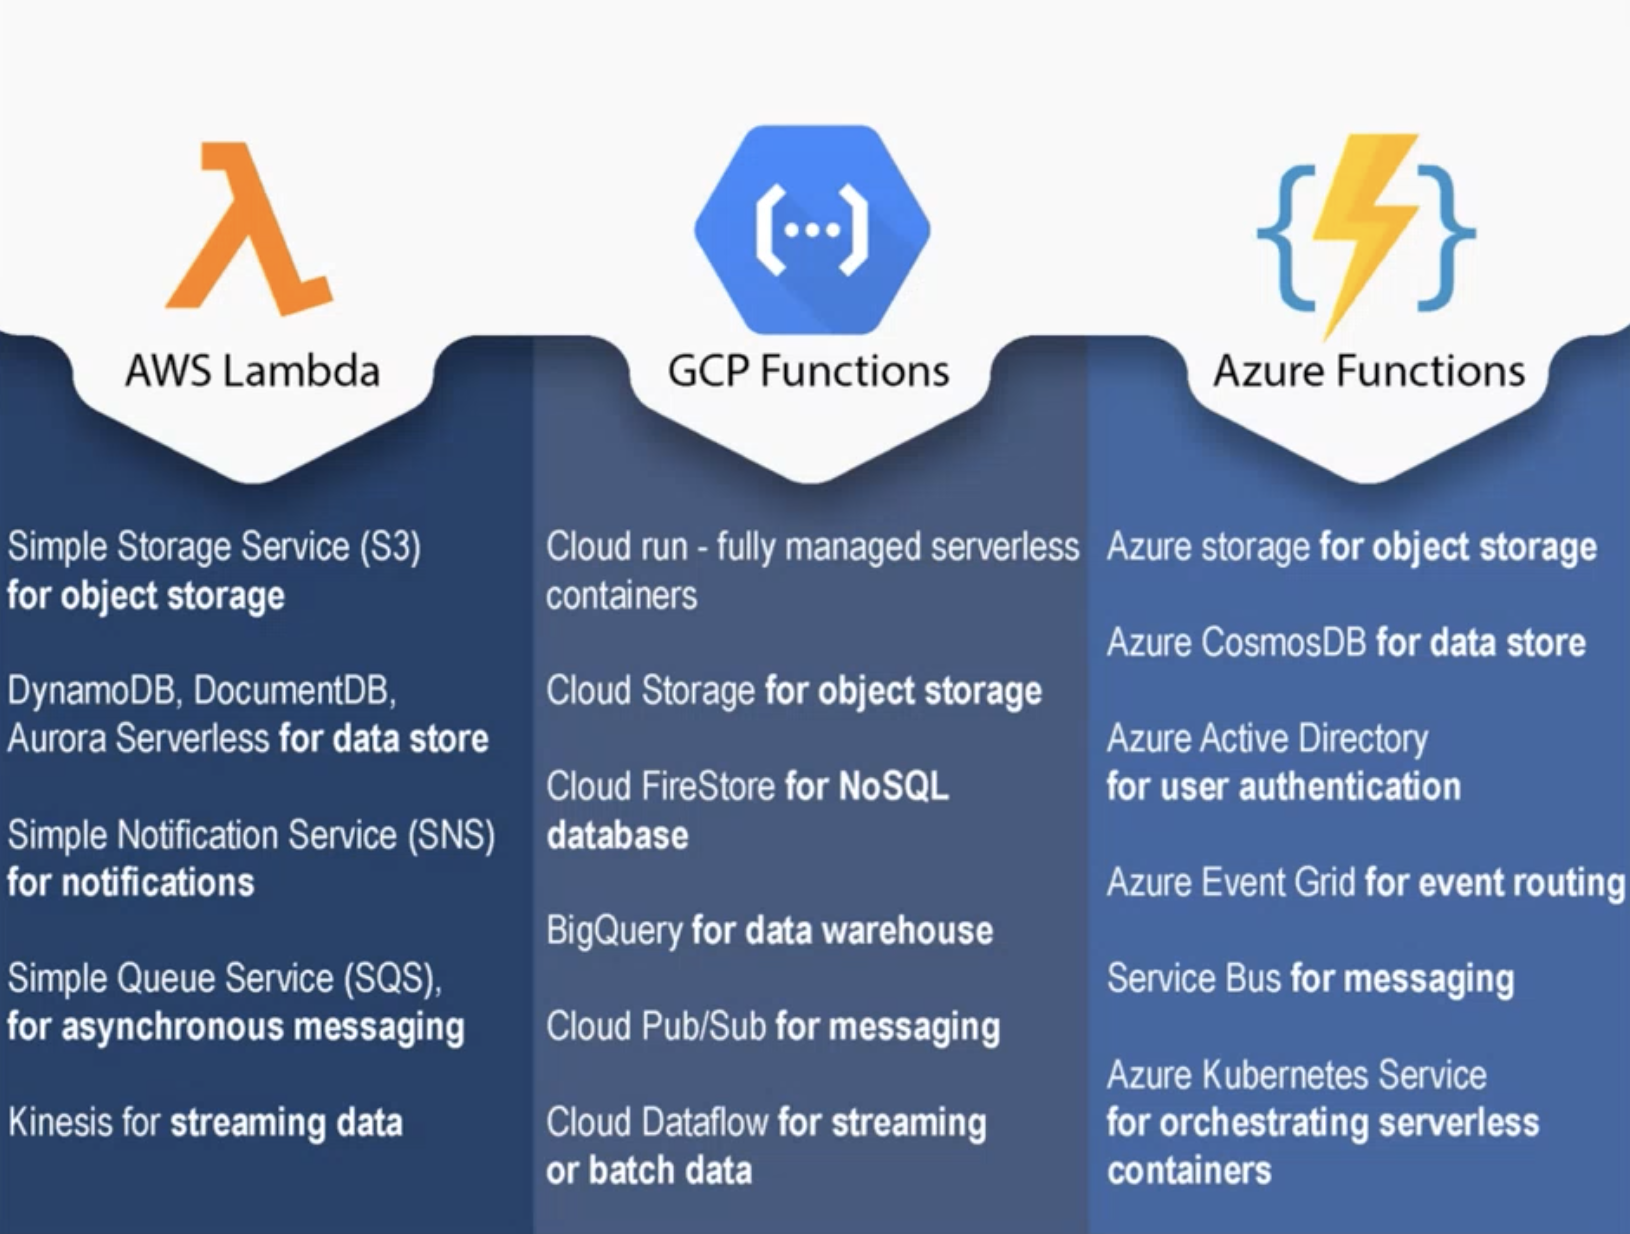 AWS Lambda
Simple Storage Service (S3)
for object storage
DynamoDB, DocumentDB,
Aurora Serverless for data store
Simple Notification Service (SNS)
for notifications
Simple Queue Service (SQS),
for asynchronous messaging
Kinesis for streaming data
GCP Functions
Cloud run - fully managed serverless
containers
Cloud Storage for object storage
Cloud FireStore for NoSQL
database
BigQuery for data warehouse
Cloud Pub/Sub for messaging
Cloud Dataflow for streaming
or batch data
Azure Functions
Azure storage for object storage
Azure CosmosDB for data store
Azure Active Directory
for user authentication
Azure Event Grid for event routing
Service Bus for messaging
Azure Kubernetes Service
for orchestrating serverless
containers